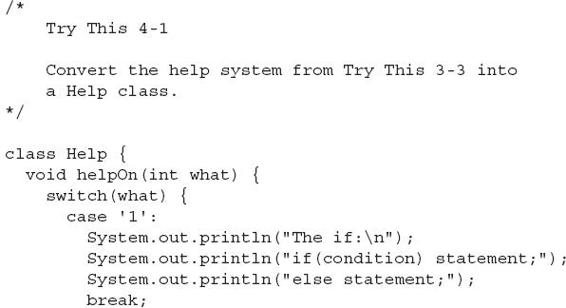 /*
    Try This 4-1

    Convert the help system from Try This 3-3 into
    a Help class.
*/

class Help {
  void helpOn(int what) {
    switch(what) {
      case '1':
        System.out.println("The if:\n");
        System.out.println("if(condition) statement;");
        System.out.println("else statement;");
        break;